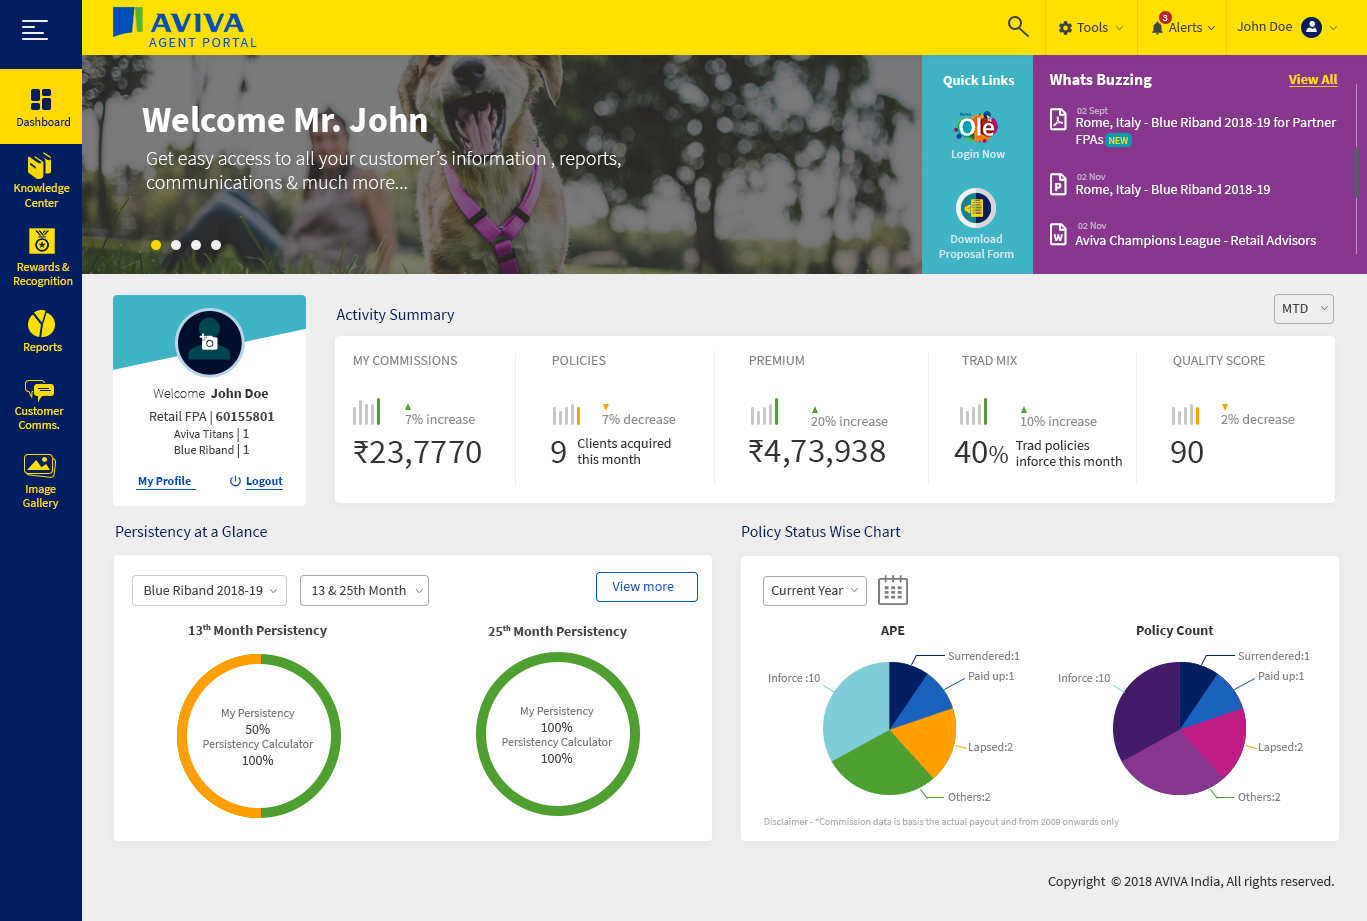 AVIVA
AGENT PORTAL
Tools
3
Alerts
John Doe
Dashboard
Knowledge
Center
Rewards &
Recognition
Reports
Customer
Comms.
Image
Gallery
Welcome Mr. John
Get easy access to all your customer’s information , reports,
communications & much more...
Quick Links
Aviva
Olé
Login Now
Download
Proposal Form
Whats Buzzing
View All
02 Sept
Rome, Italy - Blue Riband 2018-19 for Partner
FPAs NEW
02 Nov
P
Rome, Italy - Blue Riband 2018-19
02 Nov
W
Aviva Champions League - Retail Advisors
Welcome John Doe
Retail FPA | 60155801
Aviva Titans | 1
Blue Riband | 1
My Profile
Logout
Activity Summary
MTD
MY COMMISSIONS
7% increase
₹23,7770
POLICIES
7% decrease
9 Clients acquired
this month
PREMIUM
20% increase
₹4,73,938
TRAD MIX
10% increase
40% Trad policies
inforce this month
QUALITY SCORE
2% decrease
90
Persistency at a Glance
Blue Riband 2018-19
13 & 25th Month
View more
13th Month Persistency
My Persistency
50%
Persistency Calculator
100%
25th Month Persistency
My Persistency
100%
Persistency Calculator
100%
Policy Status Wise Chart
Current Year
APE
Surrendered:1
Paid up:1
Inforce :10
Lapsed:2
Others:2
Policy Count
Surrendered:1
Paid up:1
Inforce :10
Lapsed:2
Others:2
Disclaimer - *Commission data is basis the actual payout and from 2009 onwards only
Copyright © 2018 AVIVA India, All rights reserved.